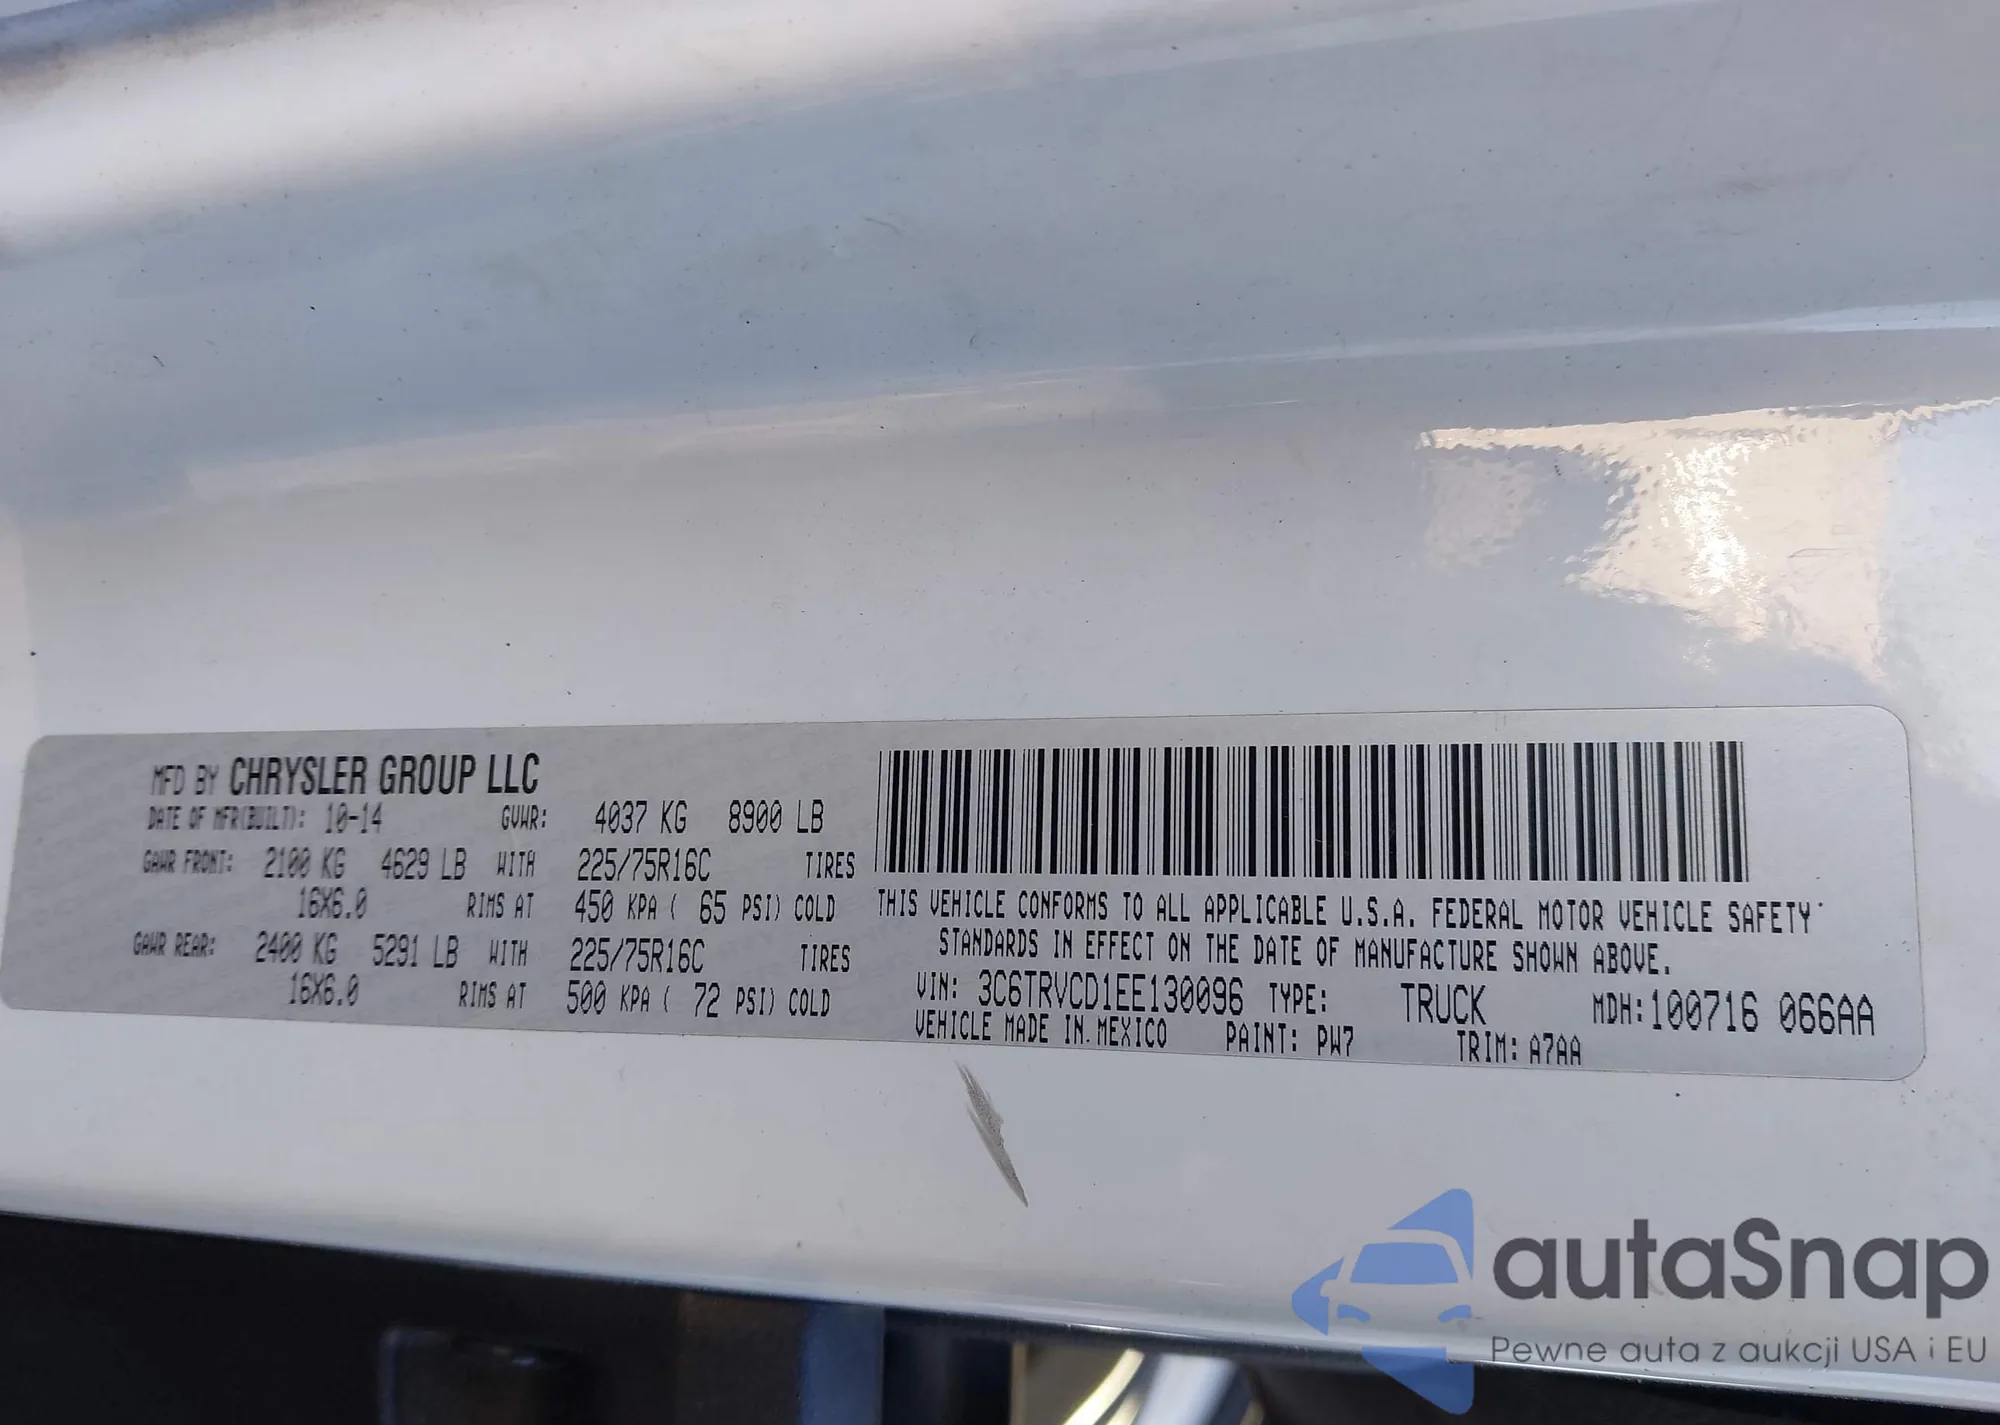 MFD BY CHRYSLER GROUP LLC
DATE OF MFR(BUILT): 10-14 GVWR: 4037 KG 8900 LB
GAWR FRONT: 2100 KG 4629 LB WITH 225/75R16C TIRES
16X6.0 RIMS AT 450 KPA ( 65 PSI) COLD
GAWR REAR: 2400 KG 5291 LB WITH 225/75R16C TIRES
16X6.0 RIMS AT 500 KPA ( 72 PSI) COLD
THIS VEHICLE CONFORMS TO ALL APPLICABLE U.S.A. FEDERAL MOTOR VEHICLE SAFETY
STANDARDS IN EFFECT ON THE DATE OF MANUFACTURE SHOWN ABOVE.
VIN: 3C6TRVCD1EE130096 TYPE: TRUCK MDH:100716 066AA
VEHICLE MADE IN MEXICO PAINT: PW7 TRIM: A7AA
autaSnap
Pewne auta z aukcji USA i EU